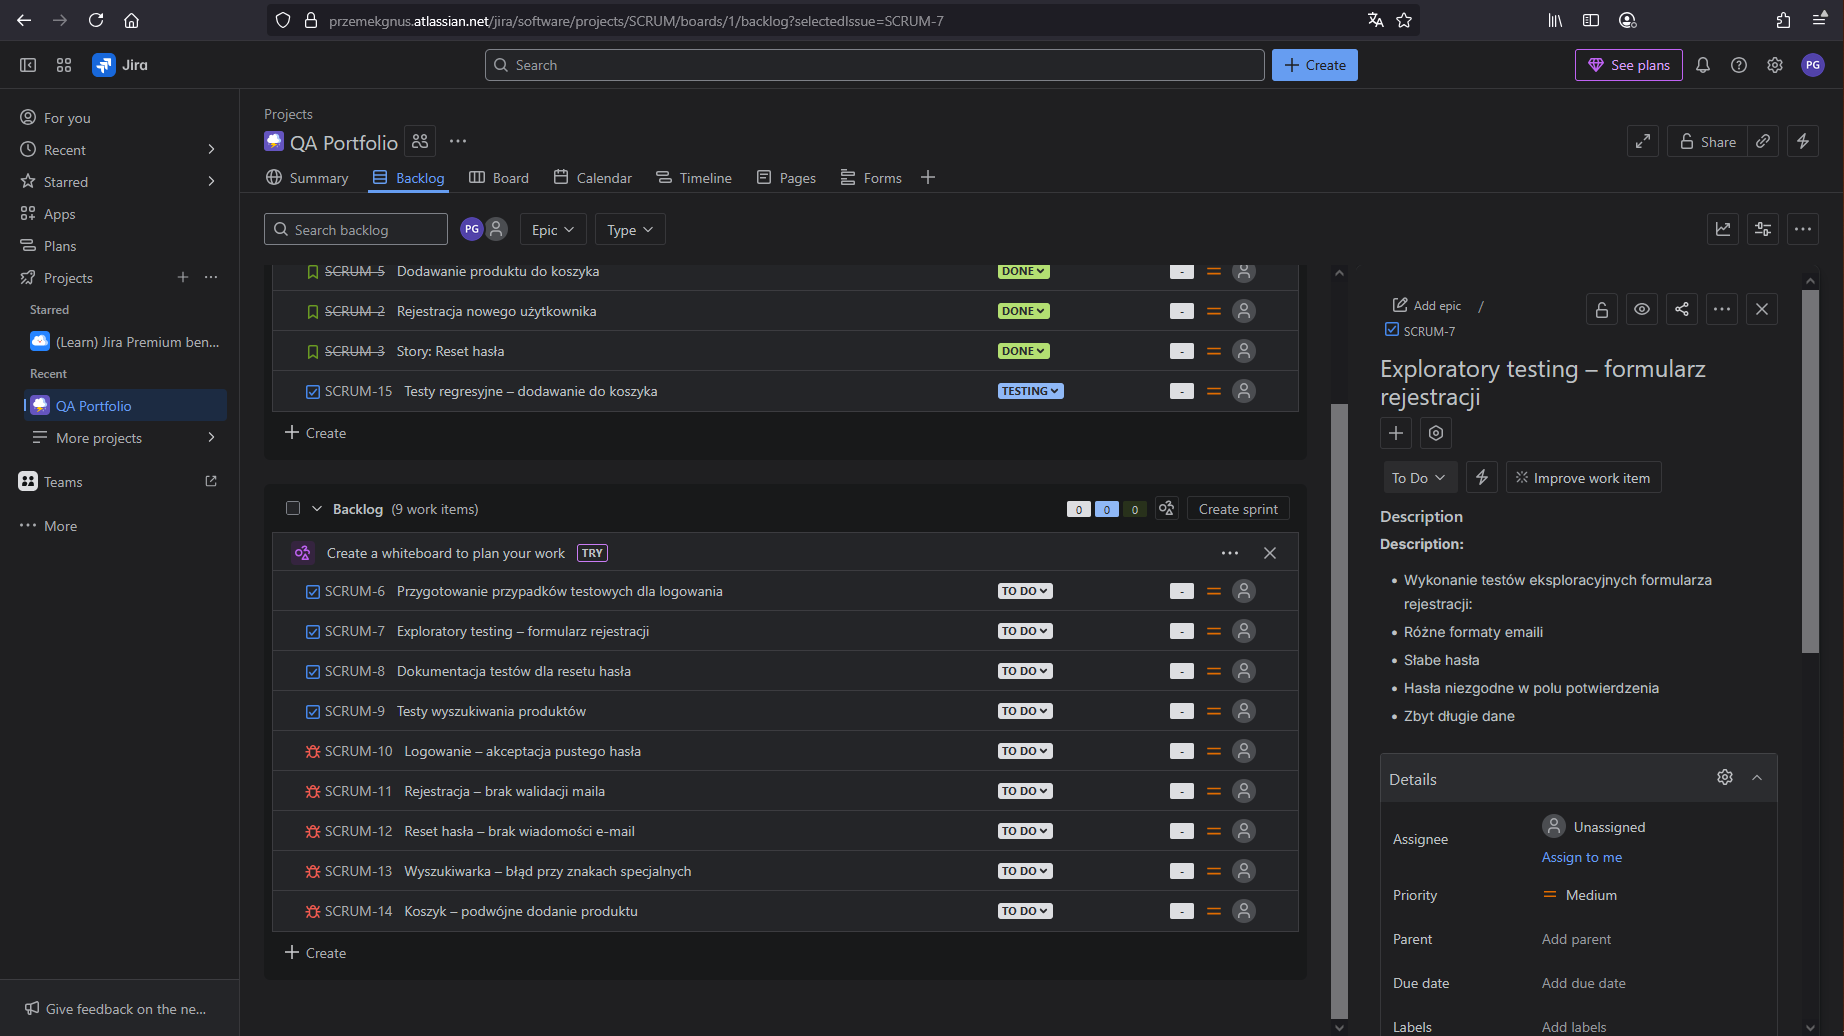 przemekgnus.atlassian.net/jira/software/projects/SCRUM/boards/1/backlog?selectedIssue=SCRUM-7
Jira
Search
Create
See plans
PG
For you
Recent
Starred
Apps
Plans
Projects
Starred
(Learn) Jira Premium ben...
Recent
QA Portfolio
More projects
Teams
More
Give feedback on the ne...
Projects
QA Portfolio
Share
Summary
Backlog
Board
Calendar
Timeline
Pages
Forms
Search backlog
PG
Epic
Type
SCRUM-5 Dodawanie produktu do koszyka DONE -
SCRUM-2 Rejestracja nowego użytkownika DONE -
SCRUM-3 Story: Reset hasła DONE -
SCRUM-15 Testy regresyjne – dodawanie do koszyka TESTING -
Create
Backlog (9 work items) 0 0 0 Create sprint
Create a whiteboard to plan your work TRY
SCRUM-6 Przygotowanie przypadków testowych dla logowania TO DO -
SCRUM-7 Exploratory testing – formularz rejestracji TO DO -
SCRUM-8 Dokumentacja testów dla resetu hasła TO DO -
SCRUM-9 Testy wyszukiwania produktów TO DO -
SCRUM-10 Logowanie – akceptacja pustego hasła TO DO -
SCRUM-11 Rejestracja – brak walidacji maila TO DO -
SCRUM-12 Reset hasła – brak wiadomości e-mail TO DO -
SCRUM-13 Wyszukiwarka – błąd przy znakach specjalnych TO DO -
SCRUM-14 Koszyk – podwójne dodanie produktu TO DO -
Create
Add epic /
SCRUM-7
Exploratory testing – formularz
rejestracji
To Do
Improve work item
Description
Description:
• Wykonanie testów eksploracyjnych formularza
rejestracji:
• Różne formaty emaili
• Słabe hasła
• Hasła niezgodne w polu potwierdzenia
• Zbyt długie dane
Details
Assignee Unassigned
Assign to me
Priority Medium
Parent Add parent
Due date Add due date
Labels Add labels